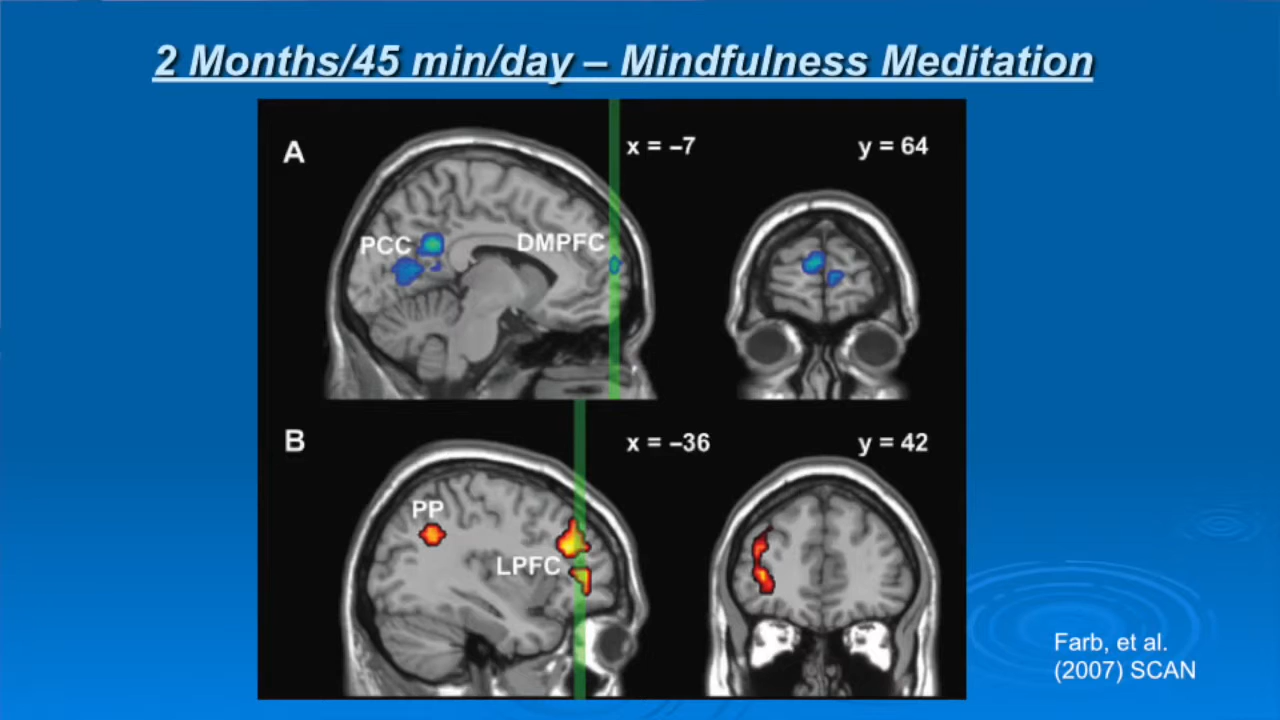 2 Months/45 min/day – Mindfulness Meditation
A
x = –7
y = 64
PCC
DMPFC
B
x = –36
y = 42
PP
LPFC
Farb, et al.
(2007) SCAN